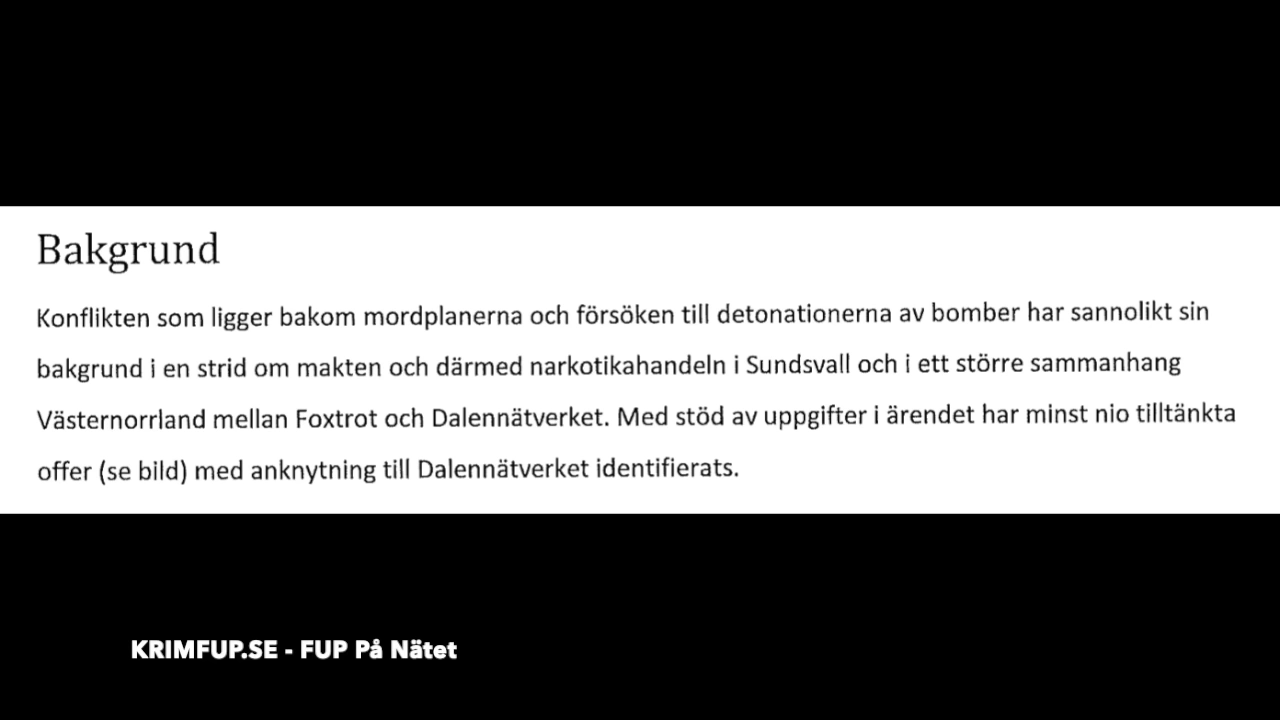 Bakgrund
Konflikten som ligger bakom mordplanerna och försöken till detonationerna av bomber har sannolikt sin
bakgrund i en strid om makten och därmed narkotikahandeln i Sundsvall och i ett större sammanhang
Västernorrland mellan Foxtrot och Dalennätverket. Med stöd av uppgifter i ärendet har minst nio tilltänkta
offer (se bild) med anknytning till Dalennätverket identifierats.
KRIMFUP.SE - FUP På Nätet